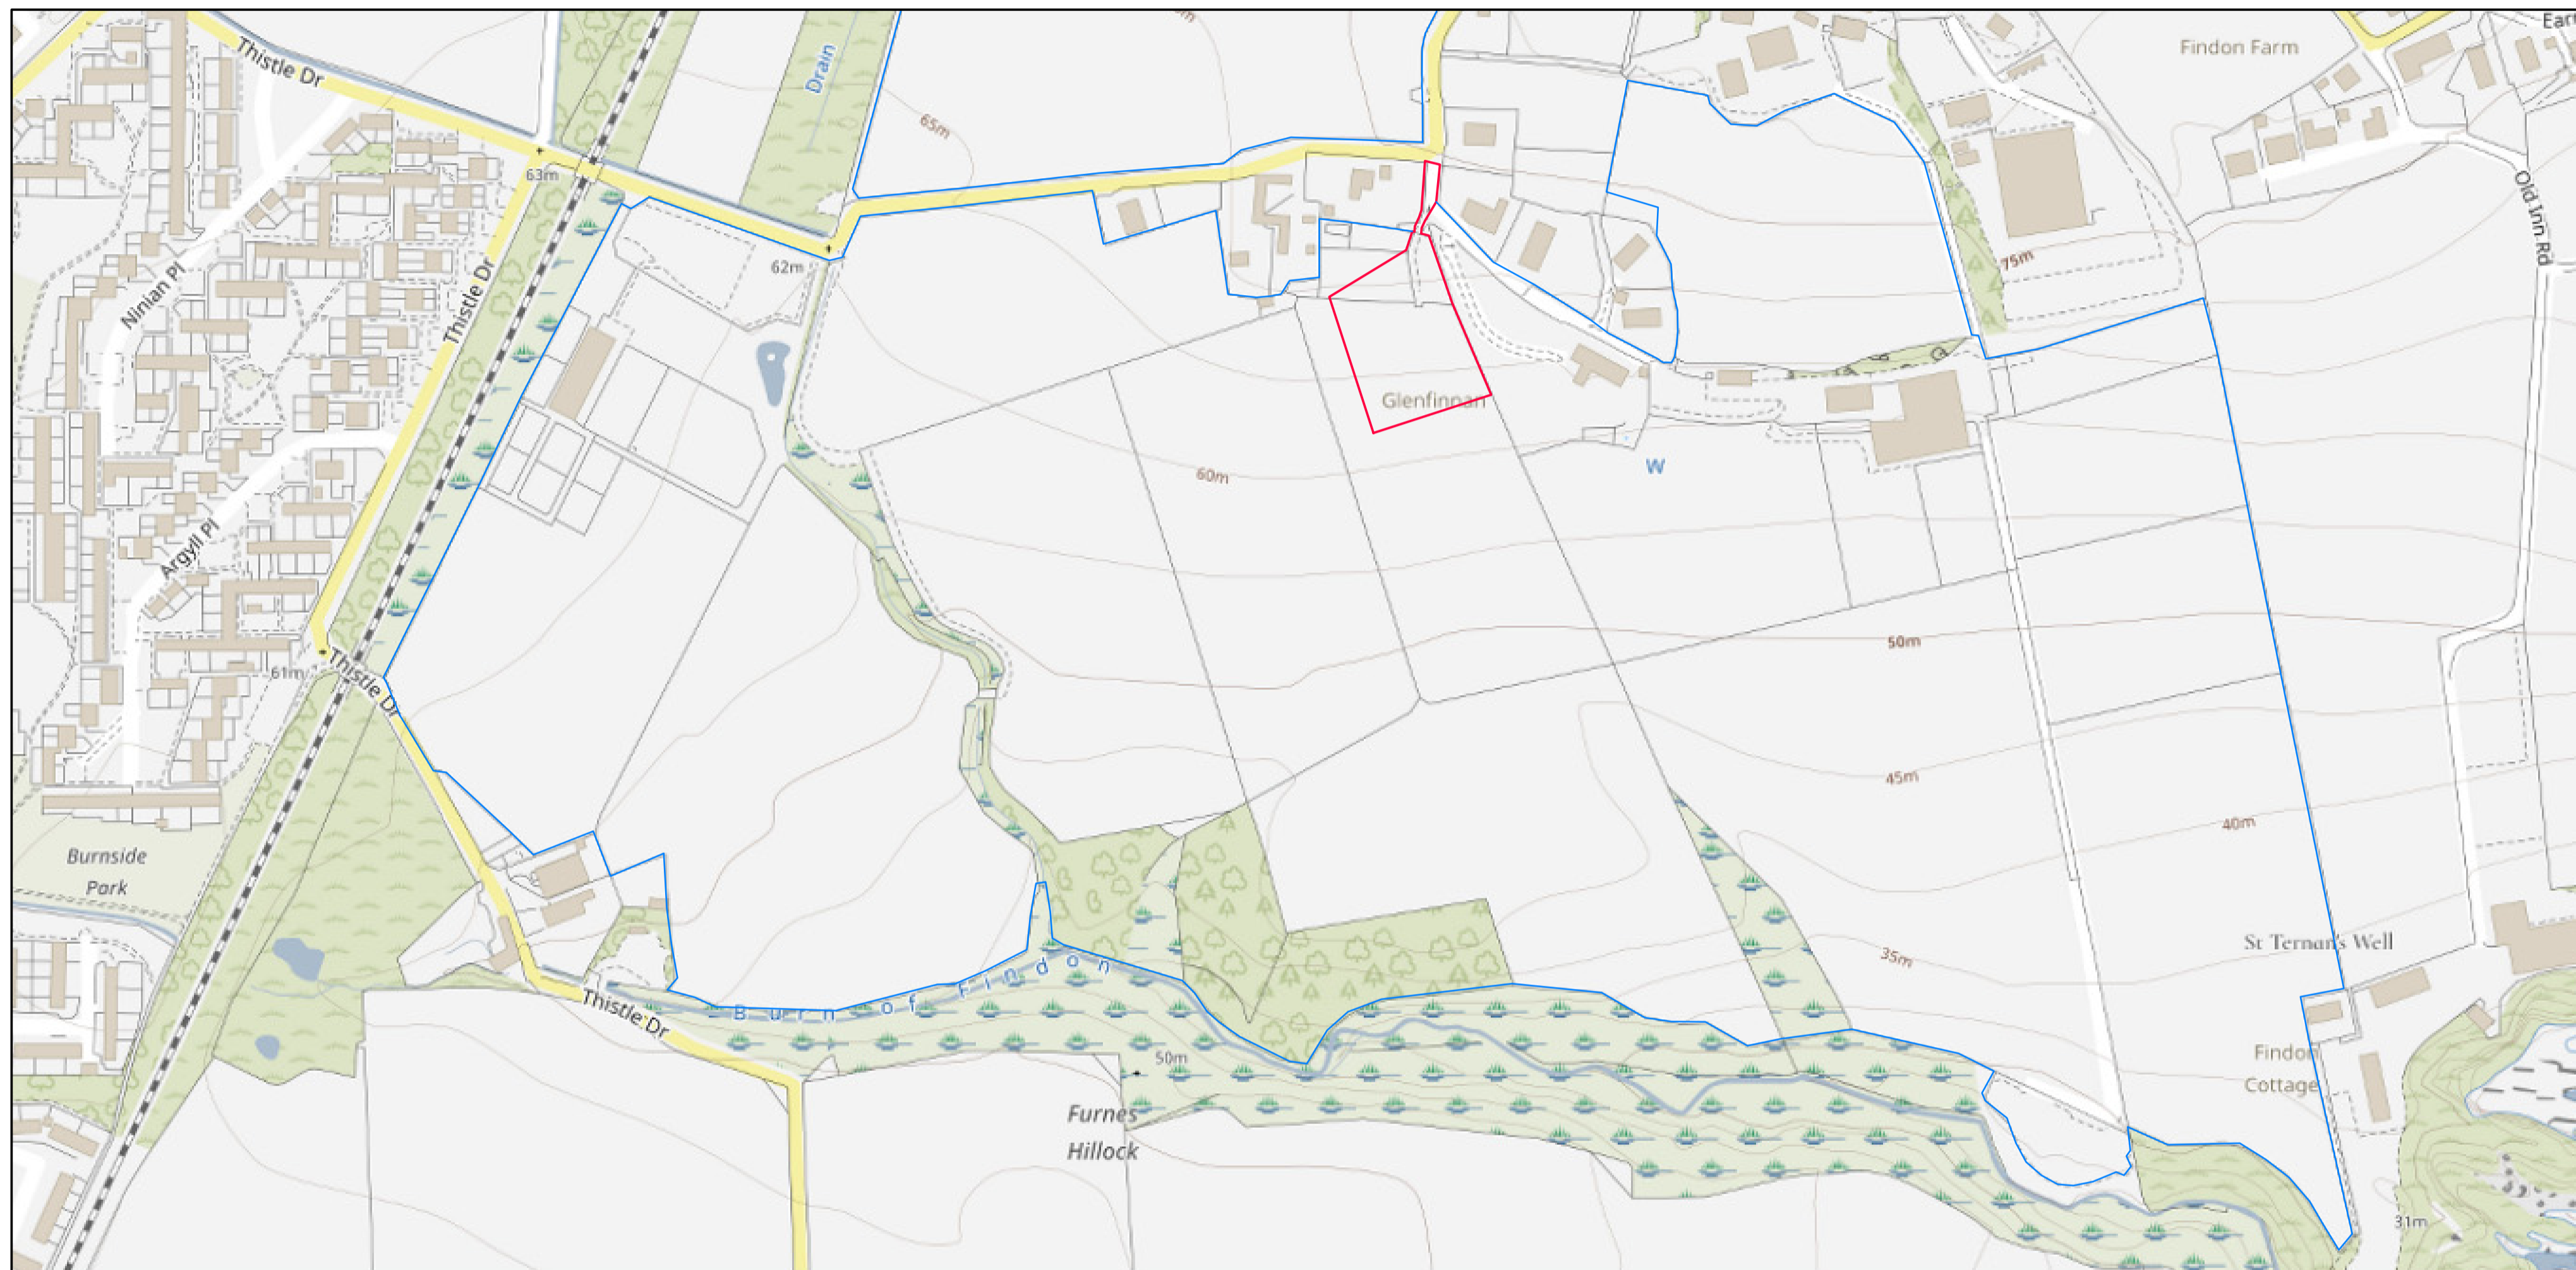 Thistle Dr
Drain
65m
Findon Farm
63m
62m
Old Inn Rd
75m
Ninian Pl
Thistle Dr
Glenfinnan
60m
W
Argyll Pl
50m
61m
Thistle Dr
45m
40m
Burnside
Park
35m
St Ternan's Well
Burn of Findon
Thistle Dr
50m
Findon
Cottage
Furnes
Hillock
31m